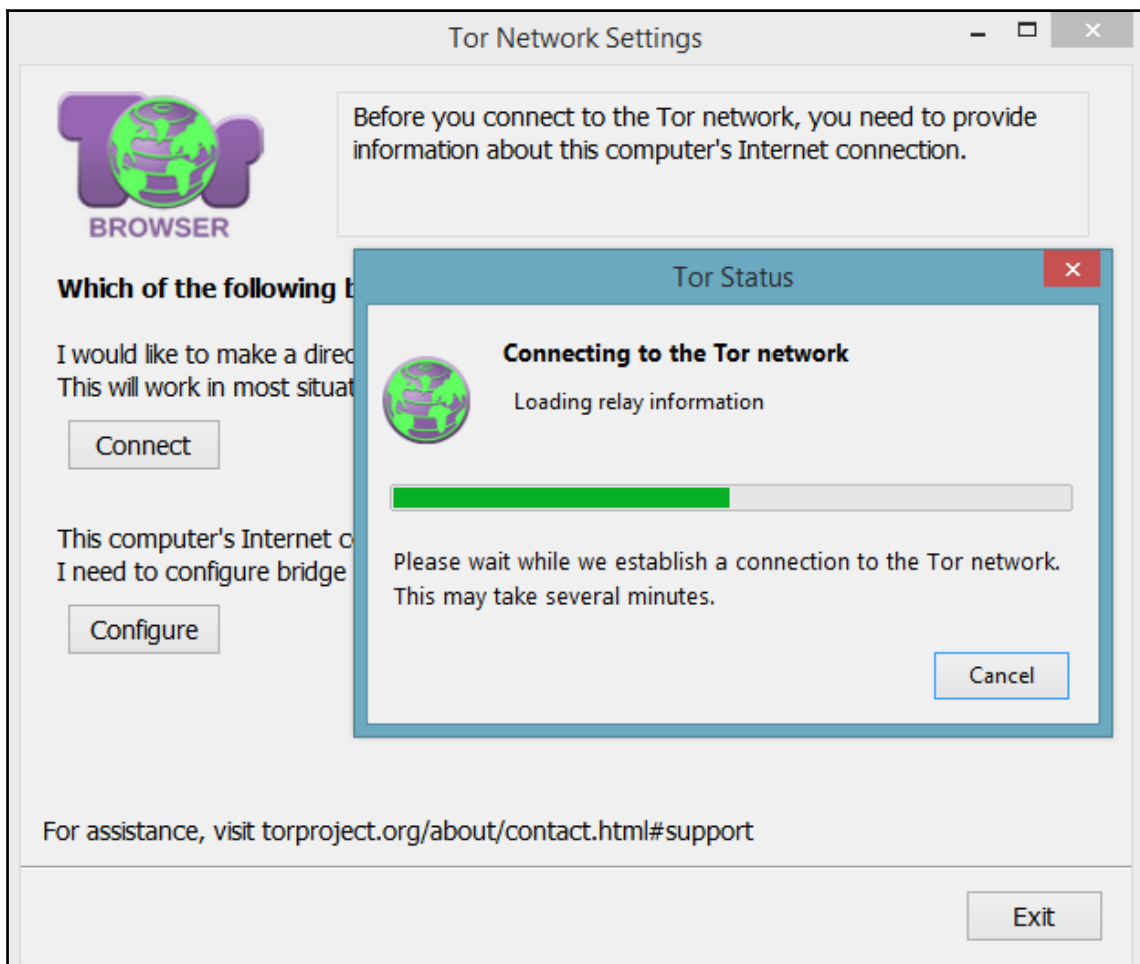 Tor Network Settings
Tor
BROWSER
Before you connect to the Tor network, you need to provide
information about this computer's Internet connection.
Which of the following
I would like to make a
This will work in most
Connect
This computer's Internet
I need to configure bridge
Configure
Tor Status
Connecting to the Tor network
Loading relay information
Please wait while we establish a connection to the Tor network.
This may take several minutes.
Cancel
For assistance, visit torproject.org/about/contact.html#support
Exit